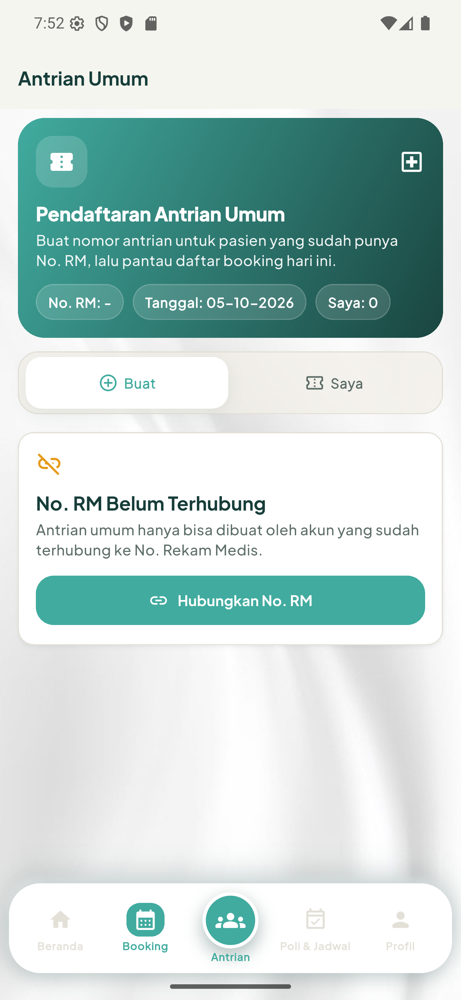 7:52
Antrian Umum
Pendaftaran Antrian Umum
Buat nomor antrian untuk pasien yang sudah punya
No. RM, lalu pantau daftar booking hari ini.
No. RM: -
Tanggal: 05-10-2026
Saya: 0
Buat
Saya
No. RM Belum Terhubung
Antrian umum hanya bisa dibuat oleh akun yang sudah
terhubung ke No. Rekam Medis.
Hubungkan No. RM
Beranda
Booking
Antrian
Poli & Jadwal
Profil